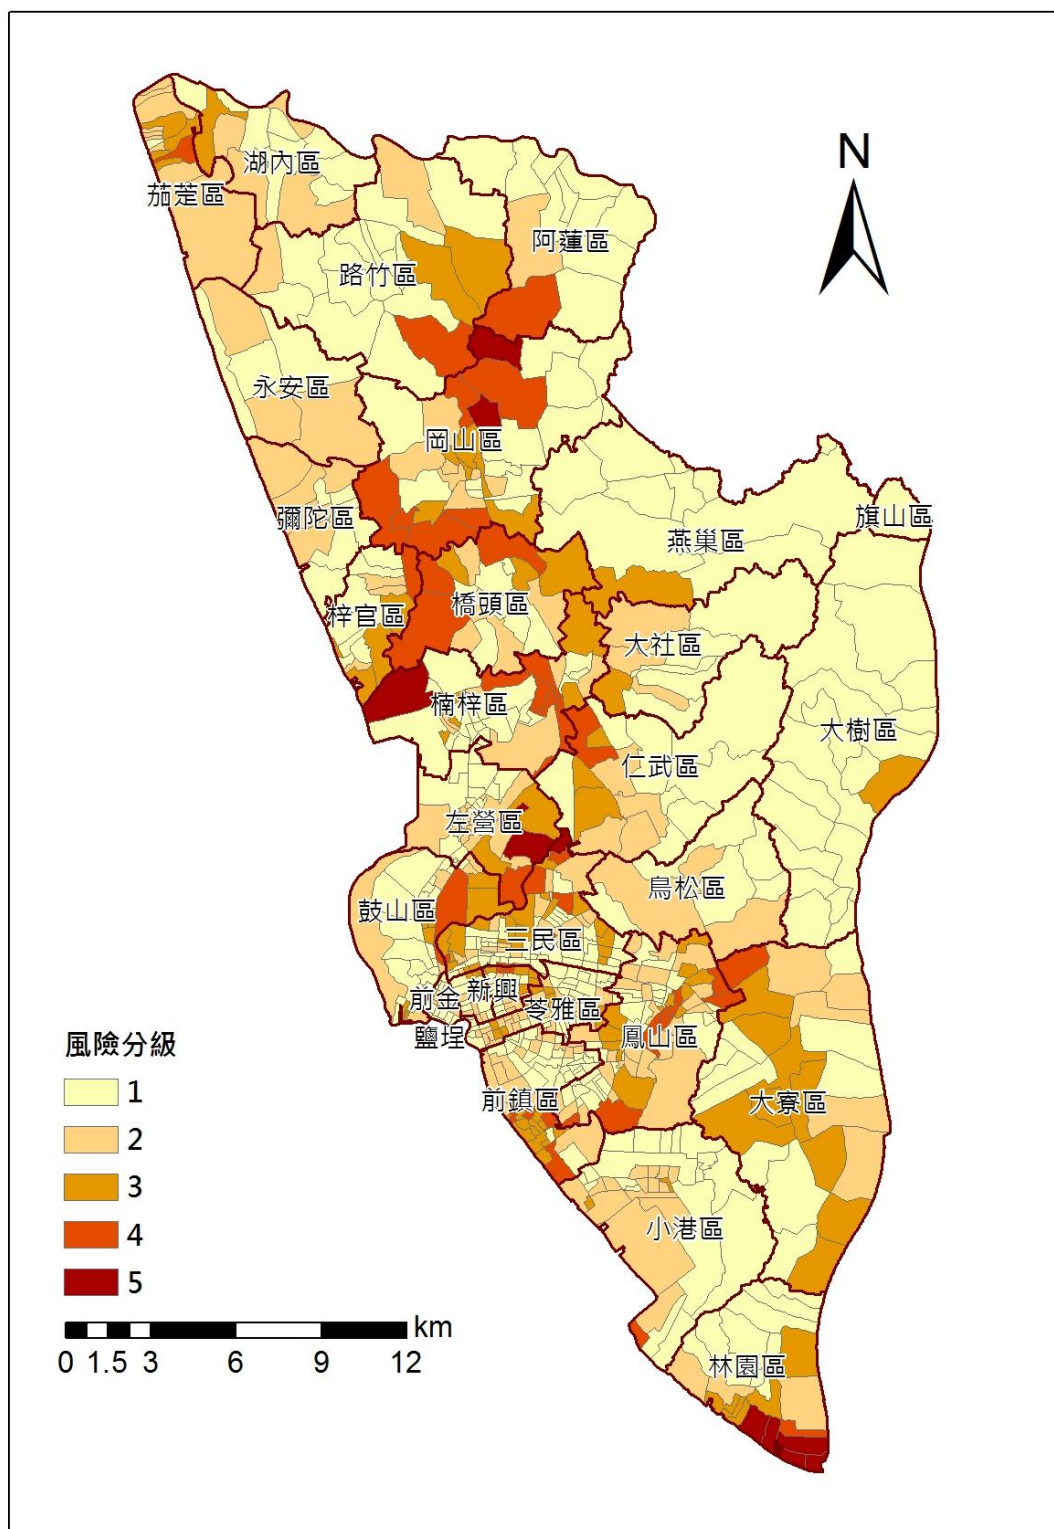 N
湖內區
茄萣區
阿蓮區
路竹區
永安區
岡山區
彌陀區
旗山區
燕巢區
橋頭區
梓官區
大社區
楠梓區
大樹區
仁武區
左營區
鳥松區
鼓山區
三民區
新興
前金
苓雅區
鹽埕
鳳山區
前鎮區
大寮區
小港區
林園區
風險分級
1
2
3
4
5
km
0 1.5 3 6 9 12